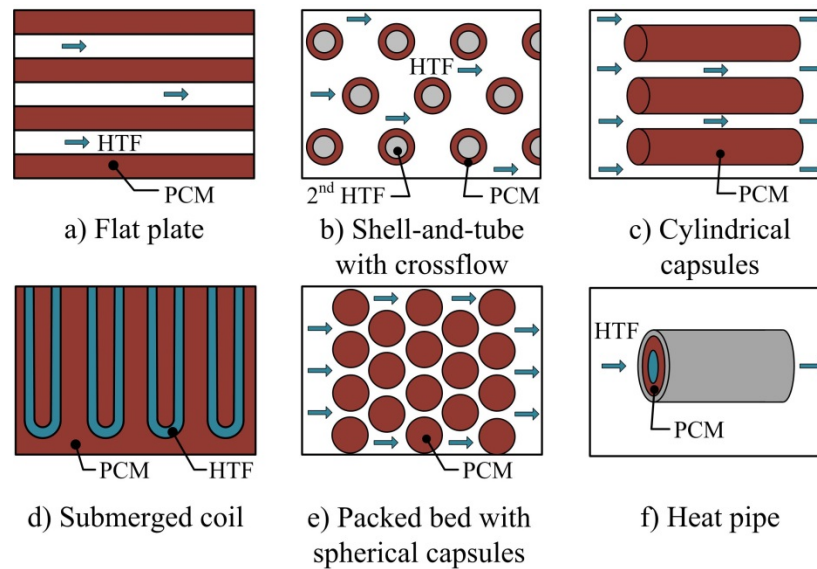 HTF
PCM
a) Flat plate
HTF
2nd HTF
PCM
b) Shell-and-tube
with crossflow
PCM
c) Cylindrical
capsules
PCM
HTF
d) Submerged coil
PCM
e) Packed bed with
spherical capsules
HTF
PCM
f) Heat pipe